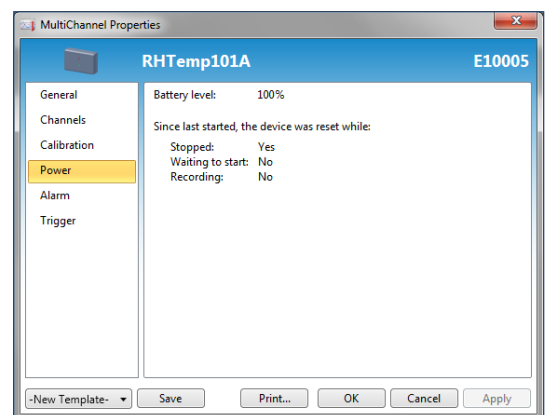 MultiChannel Properties
RHTemp101A E10005
General
Channels
Calibration
Power
Alarm
Trigger
Battery level: 100%
Since last started, the device was reset while:
Stopped: Yes
Waiting to start: No
Recording: No
-New Template- Save Print... OK Cancel Apply